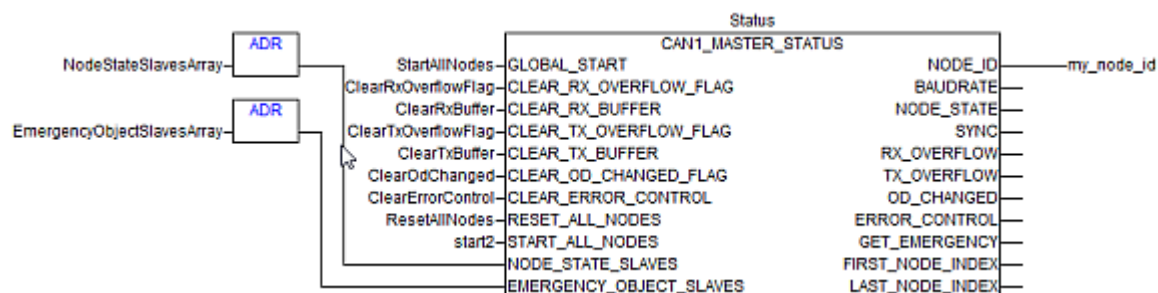 Status
ADR
CAN1_MASTER_STATUS
NodeStateSlavesArray
StartAllNodes GLOBAL_START NODE_ID my_node_id
ClearRxOverflowFlag CLEAR_RX_OVERFLOW_FLAG BAUDRATE
ADR
ClearRxBuffer CLEAR_RX_BUFFER NODE_STATE
EmergencyObjectSlavesArray
ClearTxOverflowFlag CLEAR_TX_OVERFLOW_FLAG SYNC
ClearTxBuffer CLEAR_TX_BUFFER RX_OVERFLOW
ClearOdChanged CLEAR_OD_CHANGED_FLAG TX_OVERFLOW
ClearErrorControl CLEAR_ERROR_CONTROL OD_CHANGED
ResetAllNodes RESET_ALL_NODES ERROR_CONTROL
start2 START_ALL_NODES GET_EMERGENCY
NODE_STATE_SLAVES FIRST_NODE_INDEX
EMERGENCY_OBJECT_SLAVES LAST_NODE_INDEX